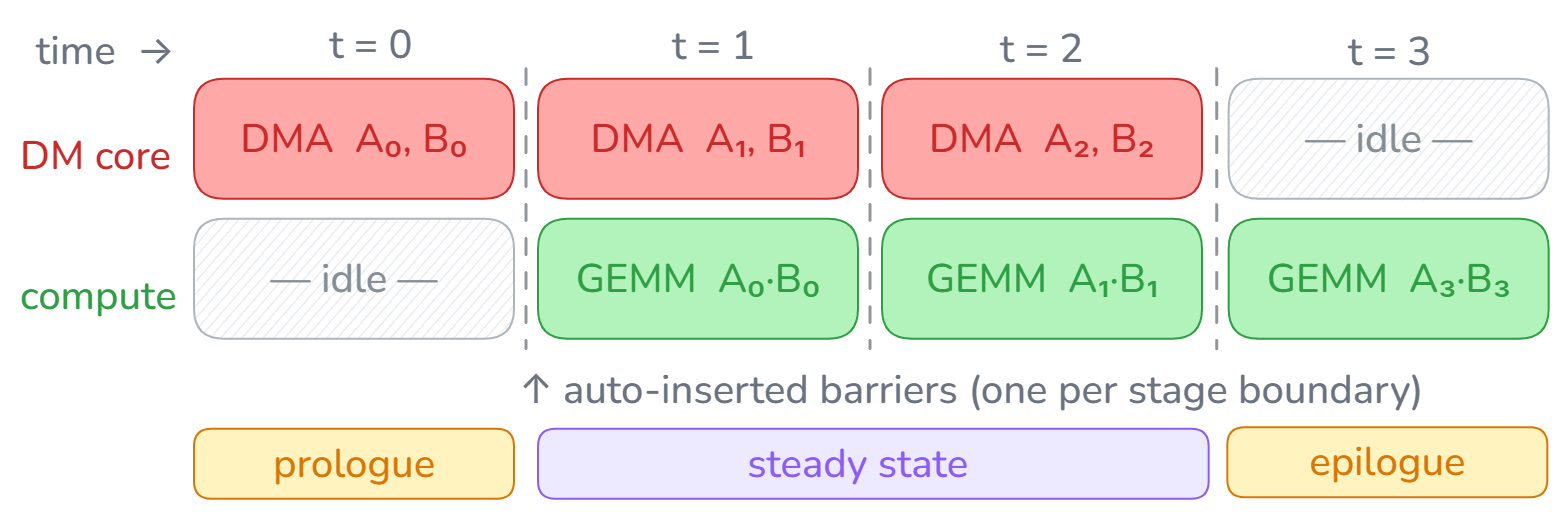 time → t = 0 t = 1 t = 2 t = 3
DM core DMA A₀, B₀ DMA A₁, B₁ DMA A₂, B₂ — idle —
compute — idle — GEMM A₀·B₀ GEMM A₁·B₁ GEMM A₃·B₃
↑ auto-inserted barriers (one per stage boundary)
prologue steady state epilogue